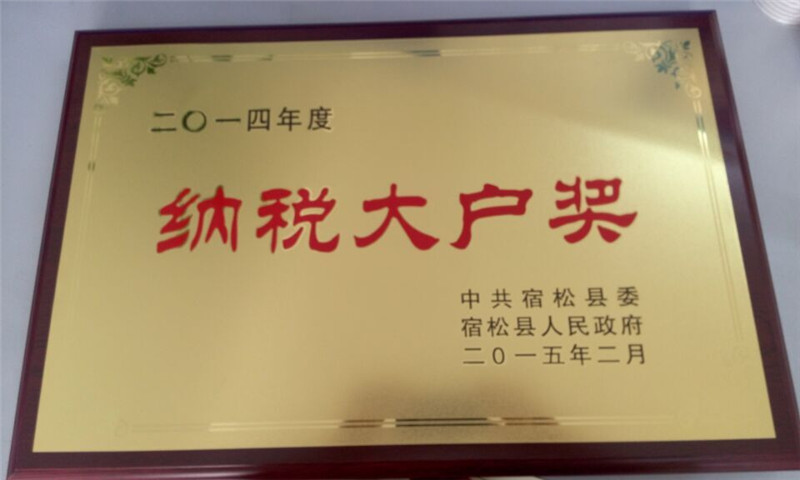 二〇一四年度
纳税大户奖
中共宿松县委
宿松县人民政府
二〇一五年二月